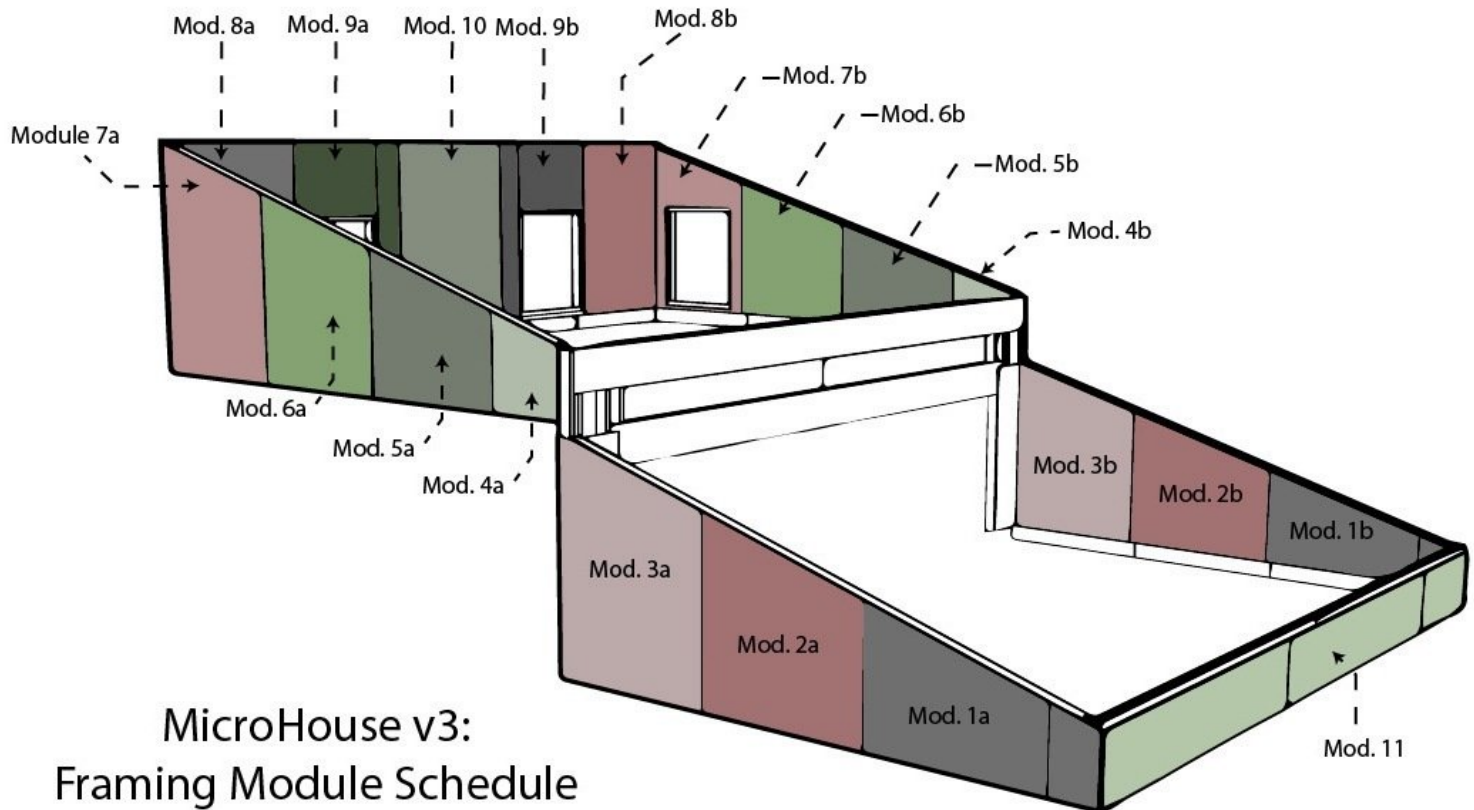 Mod. 8a
Mod. 9a
Mod. 10
Mod. 9b
Mod. 8b
Mod. 7b
Module 7a
Mod. 6b
Mod. 5b
Mod. 4b
Mod. 6a
Mod. 5a
Mod. 4a
Mod. 3b
Mod. 2b
Mod. 1b
Mod. 3a
Mod. 2a
Mod. 1a
Mod. 11
MicroHouse v3:
Framing Module Schedule